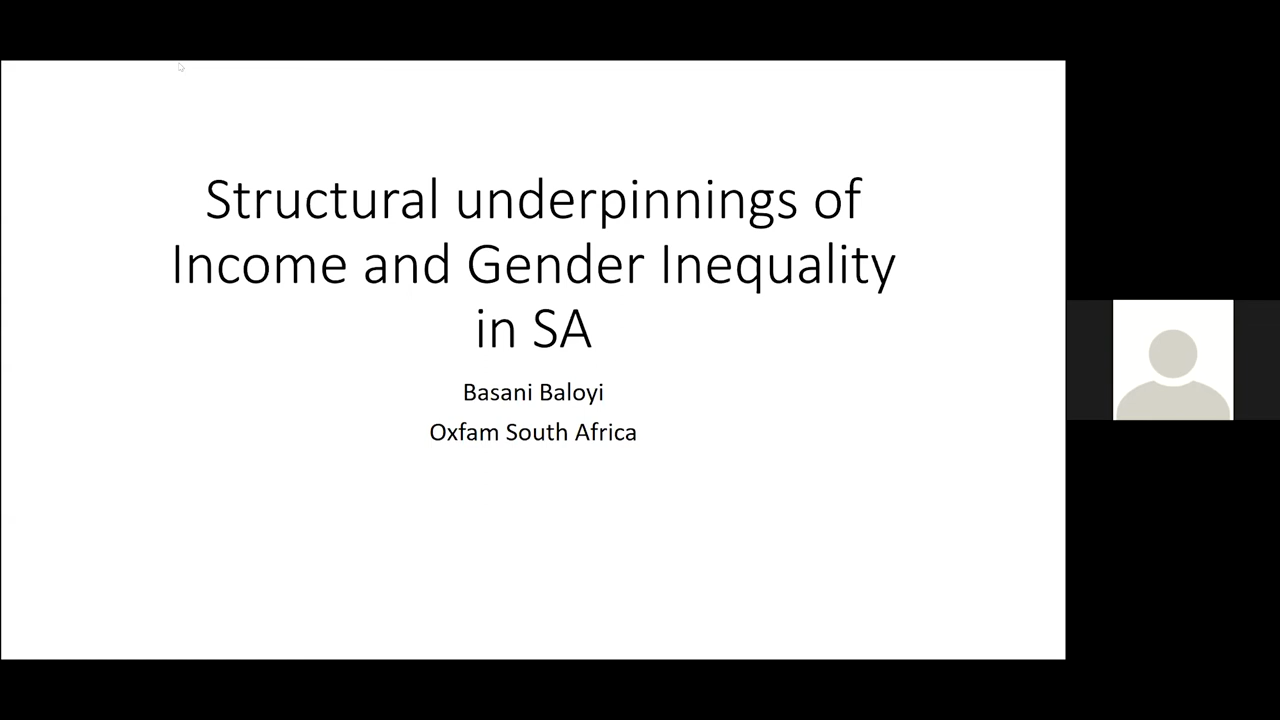 Structural underpinnings of
Income and Gender Inequality
in SA
Basani Baloyi
Oxfam South Africa